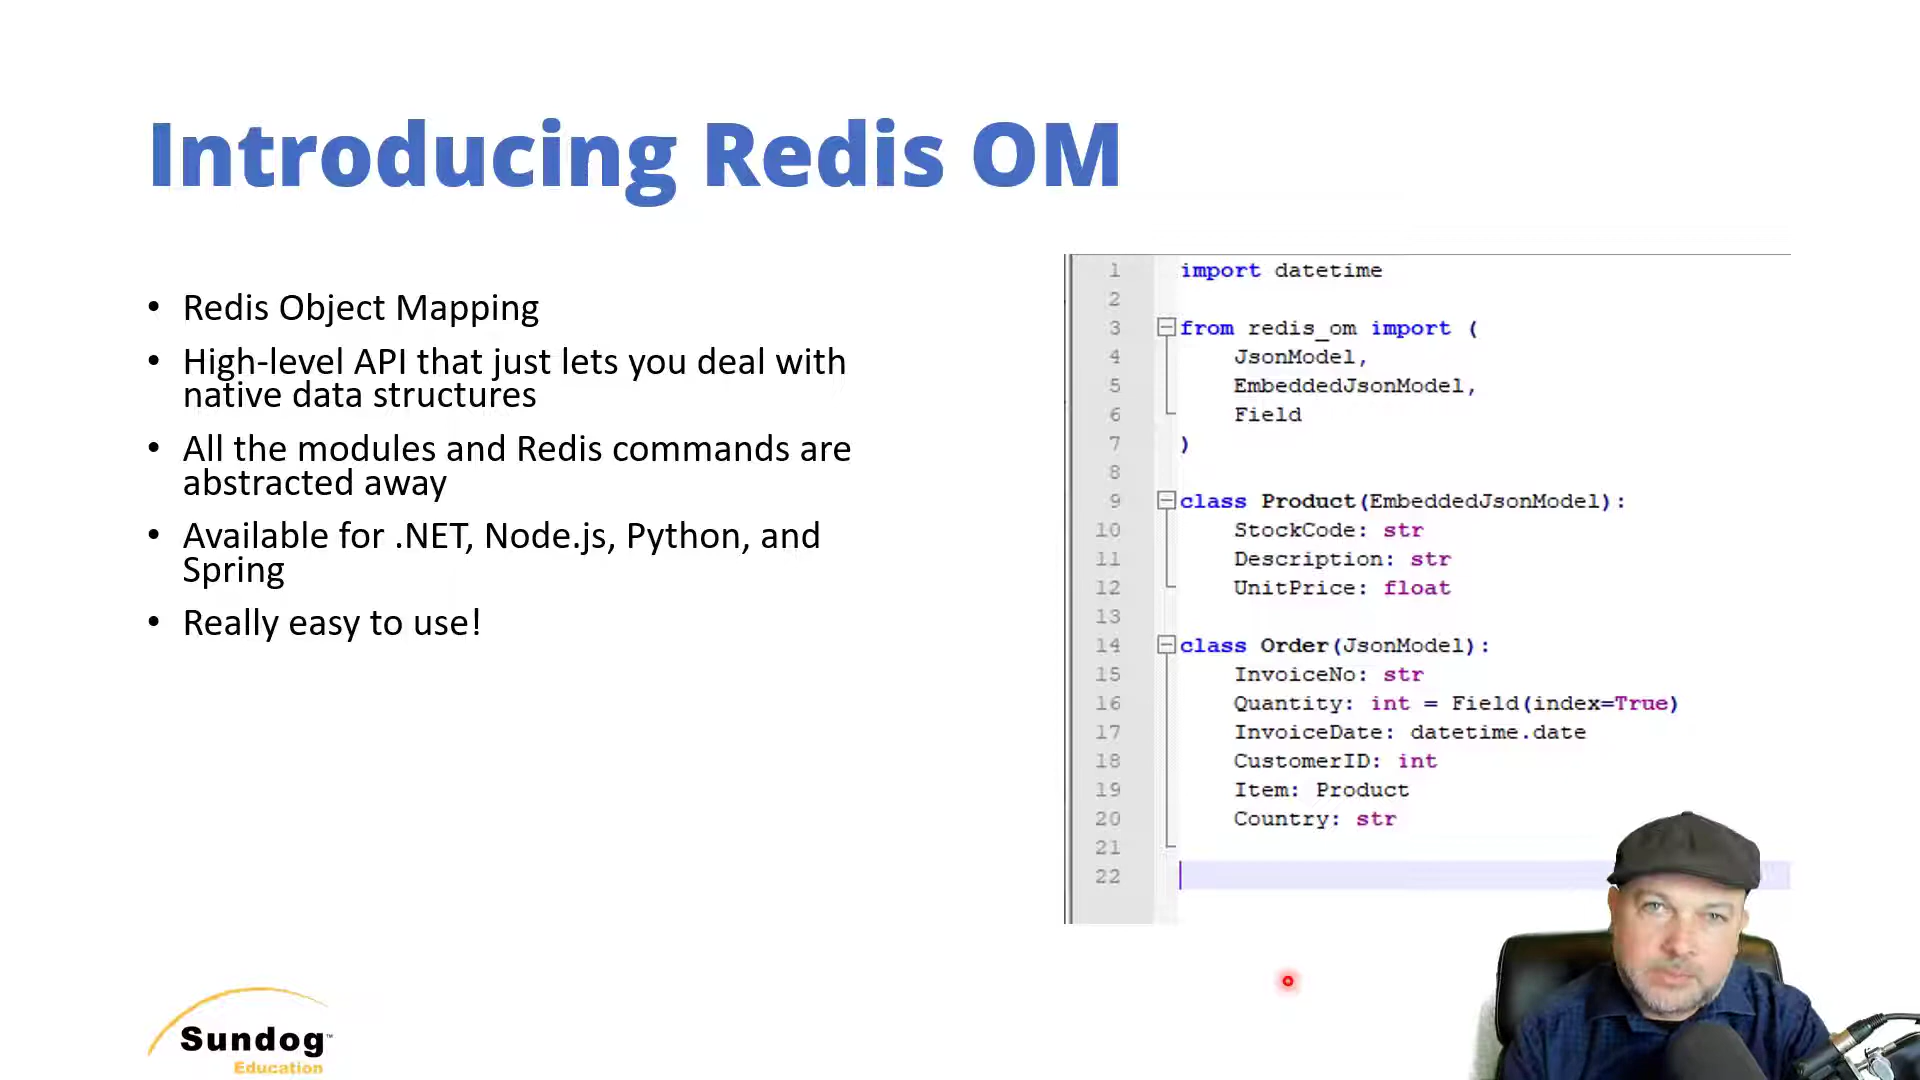 Introducing Redis OM
• Redis Object Mapping
• High-level API that just lets you deal with
native data structures
• All the modules and Redis commands are
abstracted away
• Available for .NET, Node.js, Python, and
Spring
• Really easy to use!
1 import datetime
2
3 from redis_om import (
4     JsonModel,
5     EmbeddedJsonModel,
6     Field
7 )
8
9 class Product(EmbeddedJsonModel):
10     StockCode: str
11     Description: str
12     UnitPrice: float
13
14 class Order(JsonModel):
15     InvoiceNo: str
16     Quantity: int = Field(index=True)
17     InvoiceDate: datetime.date
18     CustomerID: int
19     Item: Product
20     Country: str
21
22
Sundog™
Education